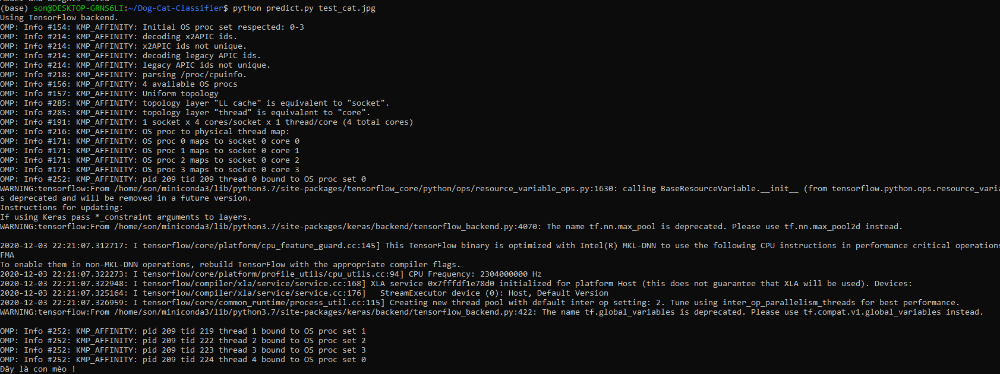 Model and weights saved
(base) son@DESKTOP-GRNS6LI:~/Dog-Cat-Classifier$ python predict.py test_cat.jpg
Using TensorFlow backend.
OMP: Info #154: KMP_AFFINITY: Initial OS proc set respected: 0-3
OMP: Info #214: KMP_AFFINITY: decoding x2APIC ids.
OMP: Info #214: KMP_AFFINITY: x2APIC ids not unique.
OMP: Info #214: KMP_AFFINITY: decoding legacy APIC ids.
OMP: Info #214: KMP_AFFINITY: legacy APIC ids not unique.
OMP: Info #218: KMP_AFFINITY: parsing /proc/cpuinfo.
OMP: Info #156: KMP_AFFINITY: 4 available OS procs
OMP: Info #157: KMP_AFFINITY: Uniform topology
OMP: Info #285: KMP_AFFINITY: topology layer "LL cache" is equivalent to "socket".
OMP: Info #285: KMP_AFFINITY: topology layer "thread" is equivalent to "core".
OMP: Info #191: KMP_AFFINITY: 1 socket x 4 cores/socket x 1 thread/core (4 total cores)
OMP: Info #216: KMP_AFFINITY: OS proc to physical thread map:
OMP: Info #171: KMP_AFFINITY: OS proc 0 maps to socket 0 core 0
OMP: Info #171: KMP_AFFINITY: OS proc 1 maps to socket 0 core 1
OMP: Info #171: KMP_AFFINITY: OS proc 2 maps to socket 0 core 2
OMP: Info #171: KMP_AFFINITY: OS proc 3 maps to socket 0 core 3
OMP: Info #252: KMP_AFFINITY: pid 209 tid 209 thread 0 bound to OS proc set 0
WARNING:tensorflow:From /home/son/miniconda3/lib/python3.7/site-packages/tensorflow_core/python/ops/resource_variable_ops.py:1630: calling BaseResourceVariable.__init__ (from tensorflow.python.ops.resource_varia
s deprecated and will be removed in a future version.
Instructions for updating:
If using Keras pass *_constraint arguments to layers.
WARNING:tensorflow:From /home/son/miniconda3/lib/python3.7/site-packages/keras/backend/tensorflow_backend.py:4070: The name tf.nn.max_pool is deprecated. Please use tf.nn.max_pool2d instead.
2020-12-03 22:21:07.312717: I tensorflow/core/platform/cpu_feature_guard.cc:145] This TensorFlow binary is optimized with Intel(R) MKL-DNN to use the following CPU instructions in performance critical operations
FMA
To enable them in non-MKL-DNN operations, rebuild TensorFlow with the appropriate compiler flags.
2020-12-03 22:21:07.322273: I tensorflow/core/platform/profile_utils/cpu_utils.cc:94] CPU Frequency: 2304000000 Hz
2020-12-03 22:21:07.322948: I tensorflow/compiler/xla/service/service.cc:168] XLA service 0x7fffdf1e78d0 initialized for platform Host (this does not guarantee that XLA will be used). Devices:
2020-12-03 22:21:07.325164: I tensorflow/compiler/xla/service/service.cc:176]   StreamExecutor device (0): Host, Default Version
2020-12-03 22:21:07.326959: I tensorflow/core/common_runtime/process_util.cc:115] Creating new thread pool with default inter op setting: 2. Tune using inter_op_parallelism_threads for best performance.
WARNING:tensorflow:From /home/son/miniconda3/lib/python3.7/site-packages/keras/backend/tensorflow_backend.py:422: The name tf.global_variables is deprecated. Please use tf.compat.v1.global_variables instead.
OMP: Info #252: KMP_AFFINITY: pid 209 tid 219 thread 1 bound to OS proc set 1
OMP: Info #252: KMP_AFFINITY: pid 209 tid 222 thread 2 bound to OS proc set 2
OMP: Info #252: KMP_AFFINITY: pid 209 tid 223 thread 3 bound to OS proc set 3
OMP: Info #252: KMP_AFFINITY: pid 209 tid 224 thread 4 bound to OS proc set 0
Đây là con mèo !